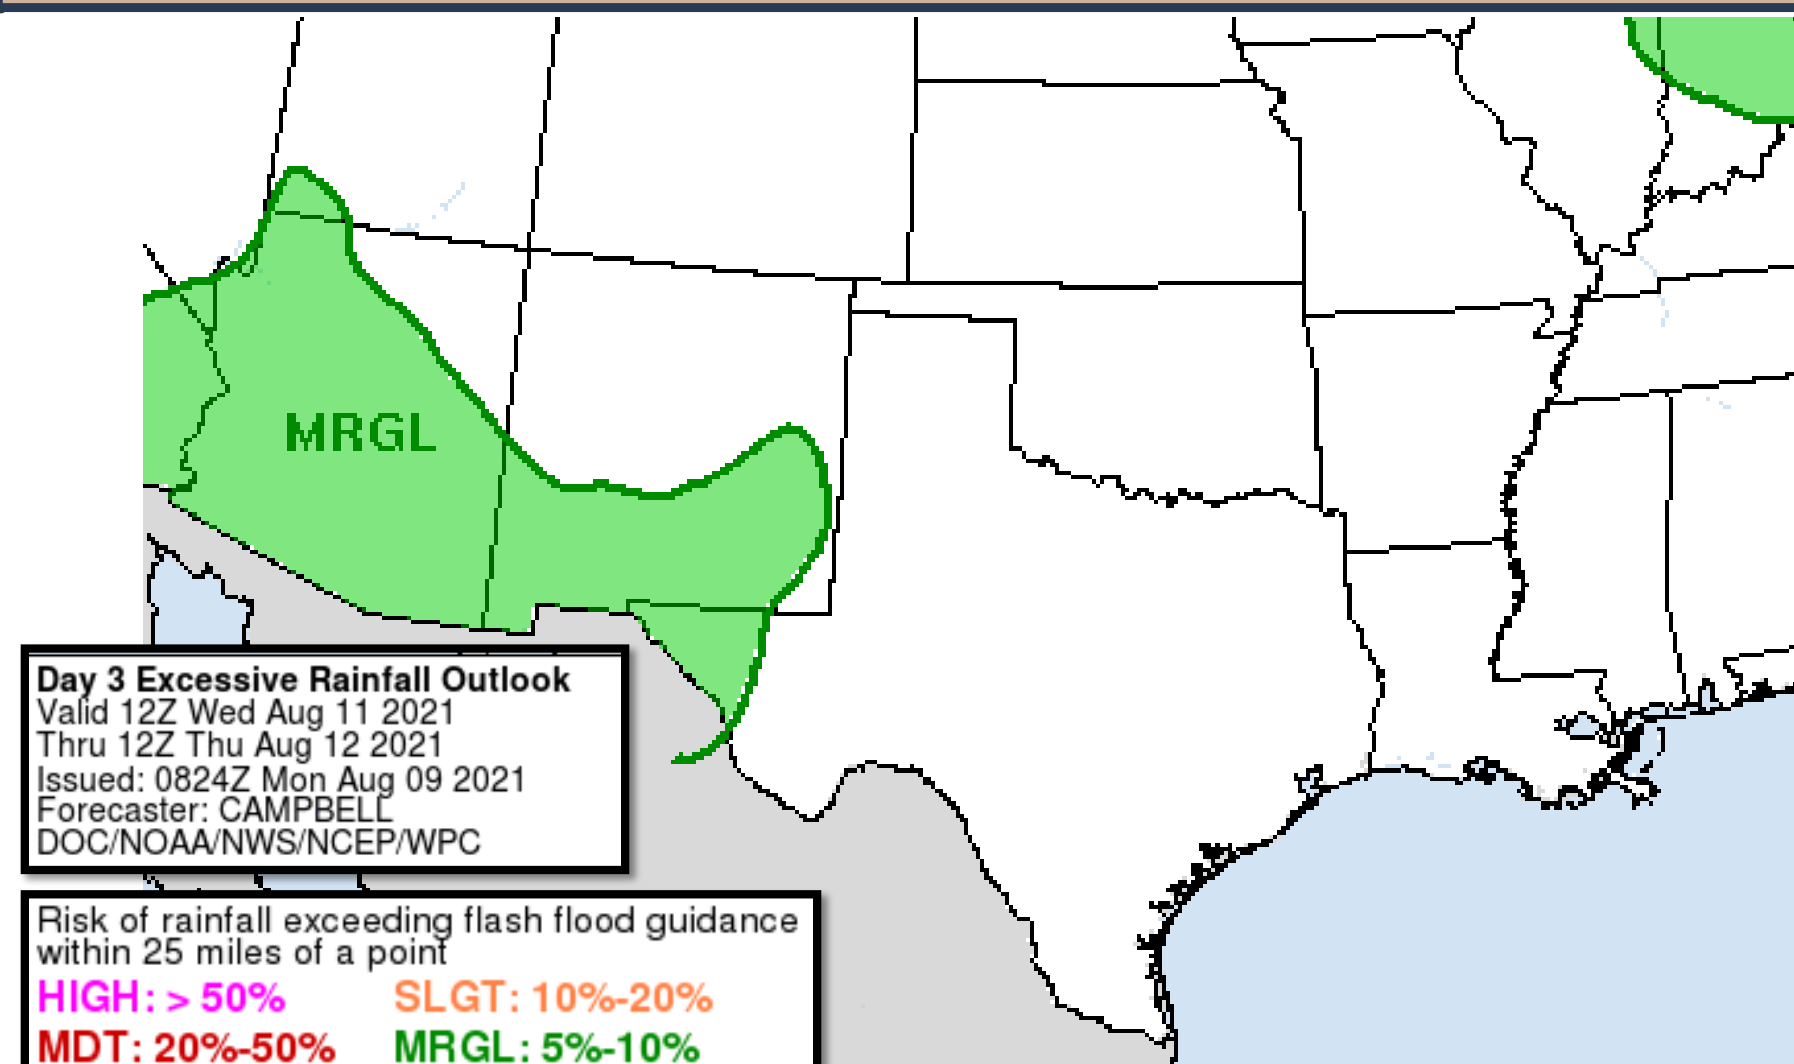 MRGL
Day 3 Excessive Rainfall Outlook
Valid 12Z Wed Aug 11 2021
Thru 12Z Thu Aug 12 2021
Issued: 0824Z Mon Aug 09 2021
Forecaster: CAMPBELL
DOC/NOAA/NWS/NCEP/WPC
Risk of rainfall exceeding flash flood guidance
within 25 miles of a point
HIGH: > 50% SLGT: 10%-20%
MDT: 20%-50% MRGL: 5%-10%